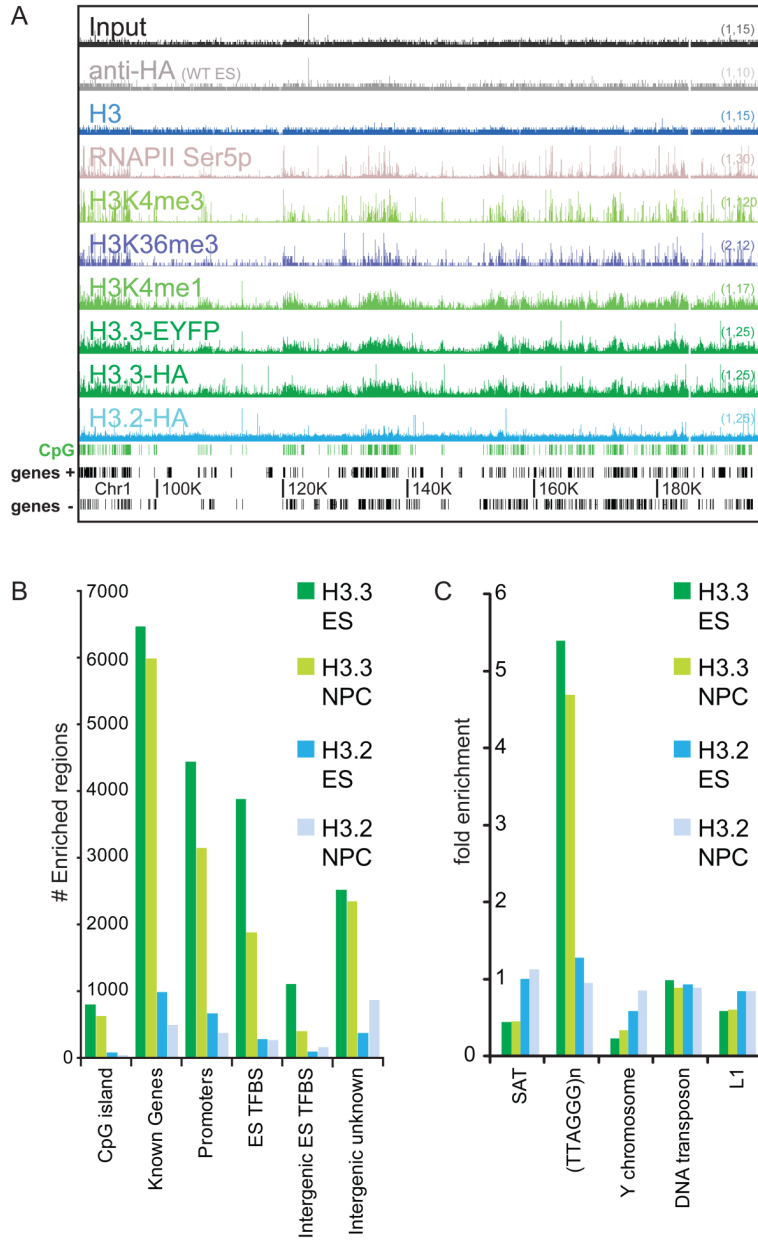 A
Input (1,15)
anti-HA (WT ES) (1,10)
H3 (1,15)
RNAPII Ser5p (1,30)
H3K4me3 (1,120
H3K36me3 (2,12)
H3K4me1 (1,17)
H3.3-EYFP (1,25)
H3.3-HA (1,25)
H3.2-HA (1,25)
CpG
genes +
Chr1 100K 120K 140K 160K 180K
genes -
B
# Enriched regions
7000
6000
5000
4000
3000
2000
1000
0
H3.3
ES
H3.3
NPC
H3.2
ES
H3.2
NPC
CpG island
Known Genes
Promoters
ES TFBS
Intergenic ES TFBS
Intergenic unknown
C
fold enrichment
6
5
4
3
2
1
0
H3.3
ES
H3.3
NPC
H3.2
ES
H3.2
NPC
SAT
(TTAGGG)n
Y chromosome
DNA transposon
L1